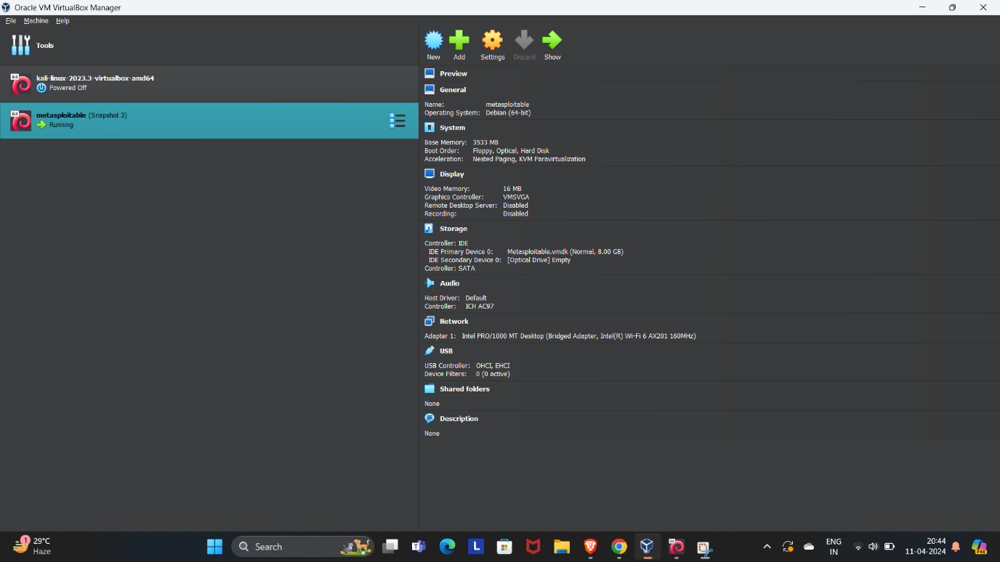 Oracle VM VirtualBox Manager
File Machine Help
Tools
64
kali-linux-2023.3-virtualbox-amd64
Powered Off
64
metasploitable (Snapshot 3)
Running
New Add Settings Discard Show
Preview
General
Name: metasploitable
Operating System: Debian (64-bit)
System
Base Memory: 3533 MB
Boot Order: Floppy, Optical, Hard Disk
Acceleration: Nested Paging, KVM Paravirtualization
Display
Video Memory: 16 MB
Graphics Controller: VMSVGA
Remote Desktop Server: Disabled
Recording: Disabled
Storage
Controller: IDE
IDE Primary Device 0: Metasploitable.vmdk (Normal, 8.00 GB)
IDE Secondary Device 0: [Optical Drive] Empty
Controller: SATA
Audio
Host Driver: Default
Controller: ICH AC97
Network
Adapter 1: Intel PRO/1000 MT Desktop (Bridged Adapter, Intel(R) Wi-Fi 6 AX201 160MHz)
USB
USB Controller: OHCI, EHCI
Device Filters: 0 (0 active)
Shared folders
None
Description
None
1
29°C
Haze
Search
L
64
ENG
IN
20:44
11-04-2024
PRE